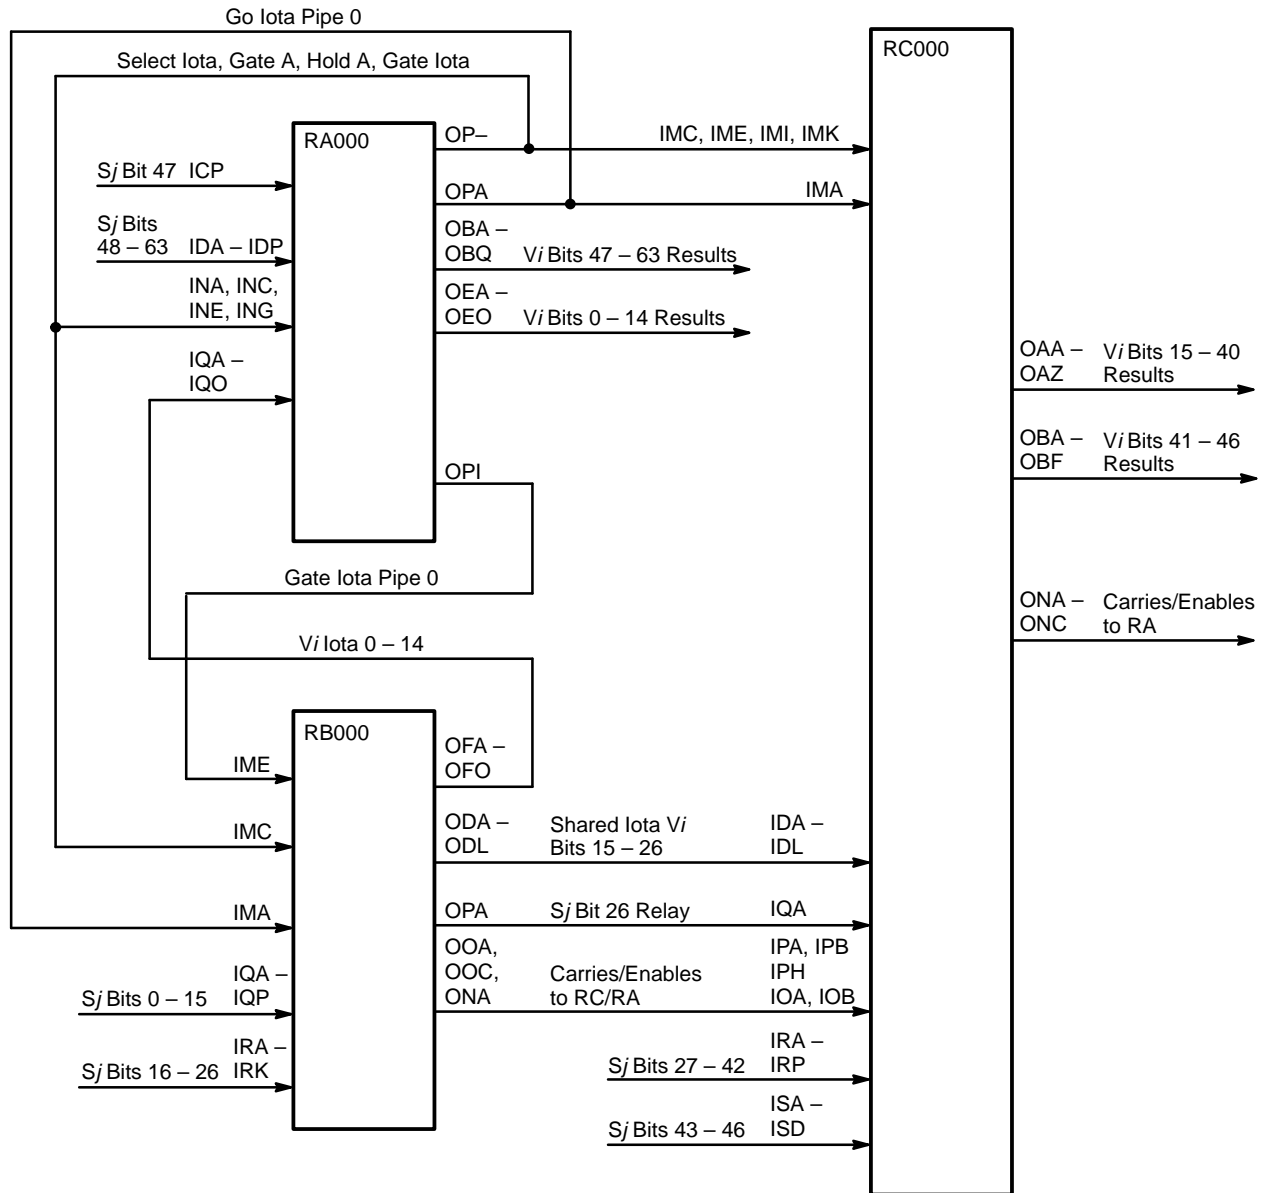 Go Iota Pipe 0
Select Iota, Gate A, Hold A, Gate Iota
RC000
RA000
OP–
IMC, IME, IMI, IMK
Sj Bit 47 ICP
OPA
IMA
Sj Bits
48 – 63 IDA – IDP
OBA –
OBQ Vi Bits 47 – 63 Results
INA, INC,
INE, ING
OEA –
OEO Vi Bits 0 – 14 Results
IQA –
IQO
OAA – Vi Bits 15 – 40
OAZ Results
OBA – Vi Bits 41 – 46
OBF Results
OPI
Gate Iota Pipe 0
ONA – Carries/Enables
ONC to RA
Vi Iota 0 – 14
RB000
OFA –
OFO
IME
IMC
ODA – Shared Iota Vi IDA –
ODL Bits 15 – 26 IDL
IMA
OPA Sj Bit 26 Relay IQA
OOA, IPA, IPB
OOC, Carries/Enables IPH
ONA to RC/RA IOA, IOB
IQA –
Sj Bits 0 – 15 IQP
IRA –
Sj Bits 16 – 26 IRK
IRA –
Sj Bits 27 – 42 IRP
ISA –
Sj Bits 43 – 46 ISD